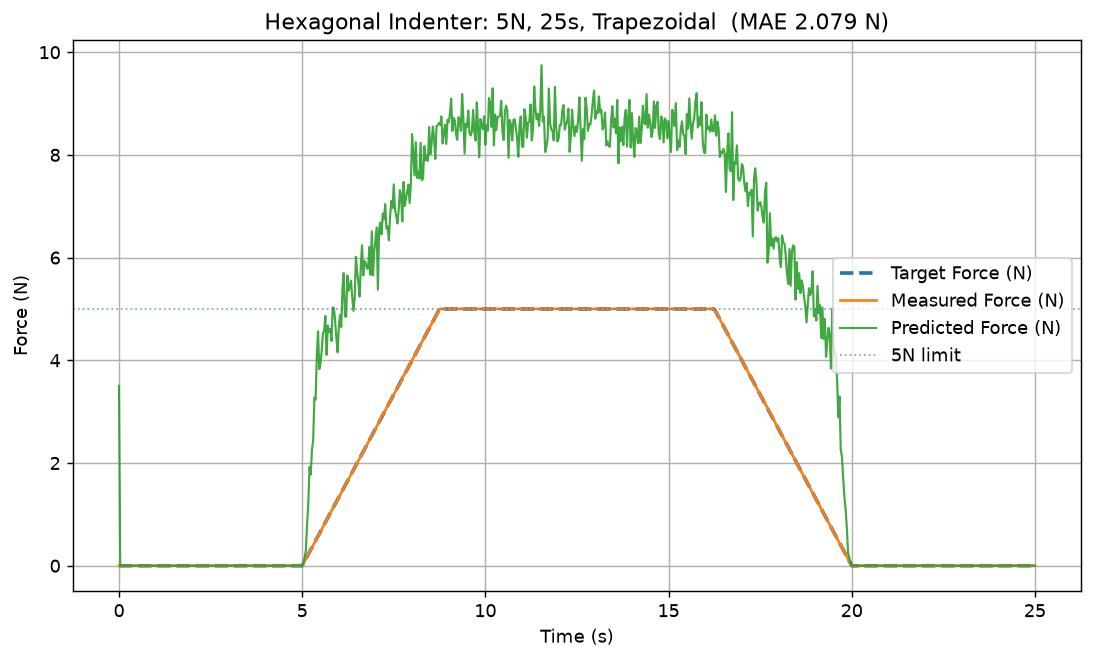 Hexagonal Indenter: 5N, 25s, Trapezoidal  (MAE 2.079 N)
10
8
6
4
2
0
Force (N)
Target Force (N)
Measured Force (N)
Predicted Force (N)
5N limit
0 5 10 15 20 25
Time (s)